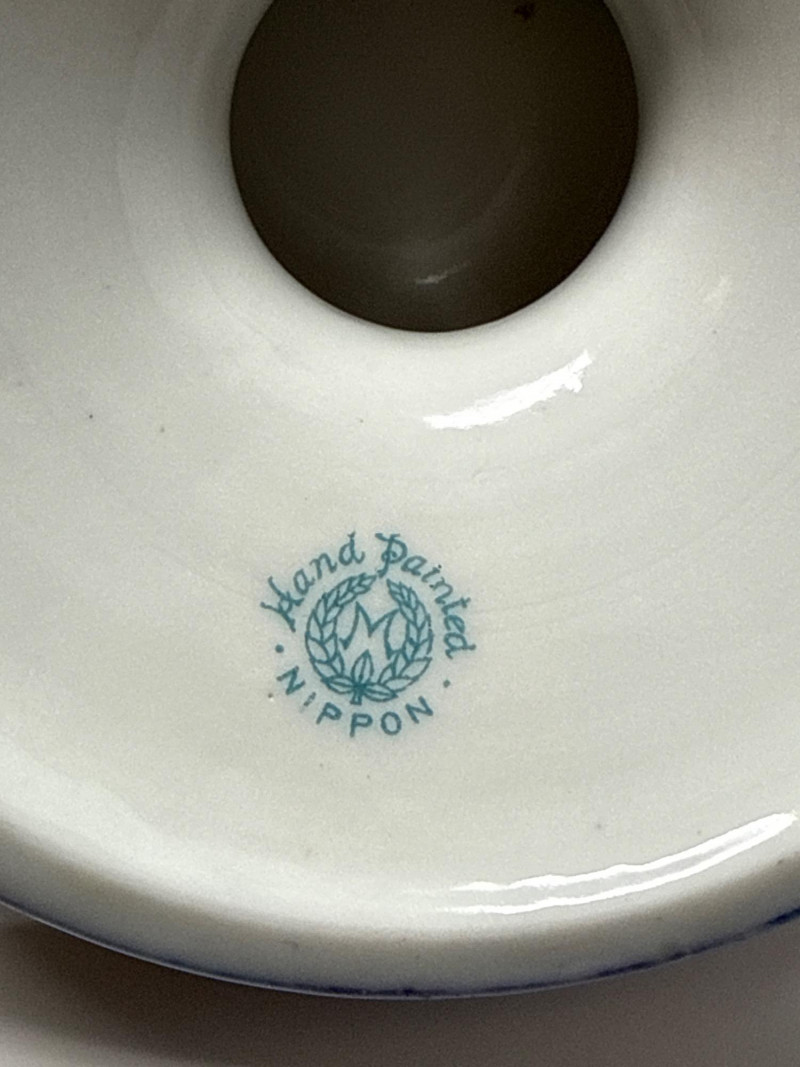 Hand Painted
M
· NIPPON ·